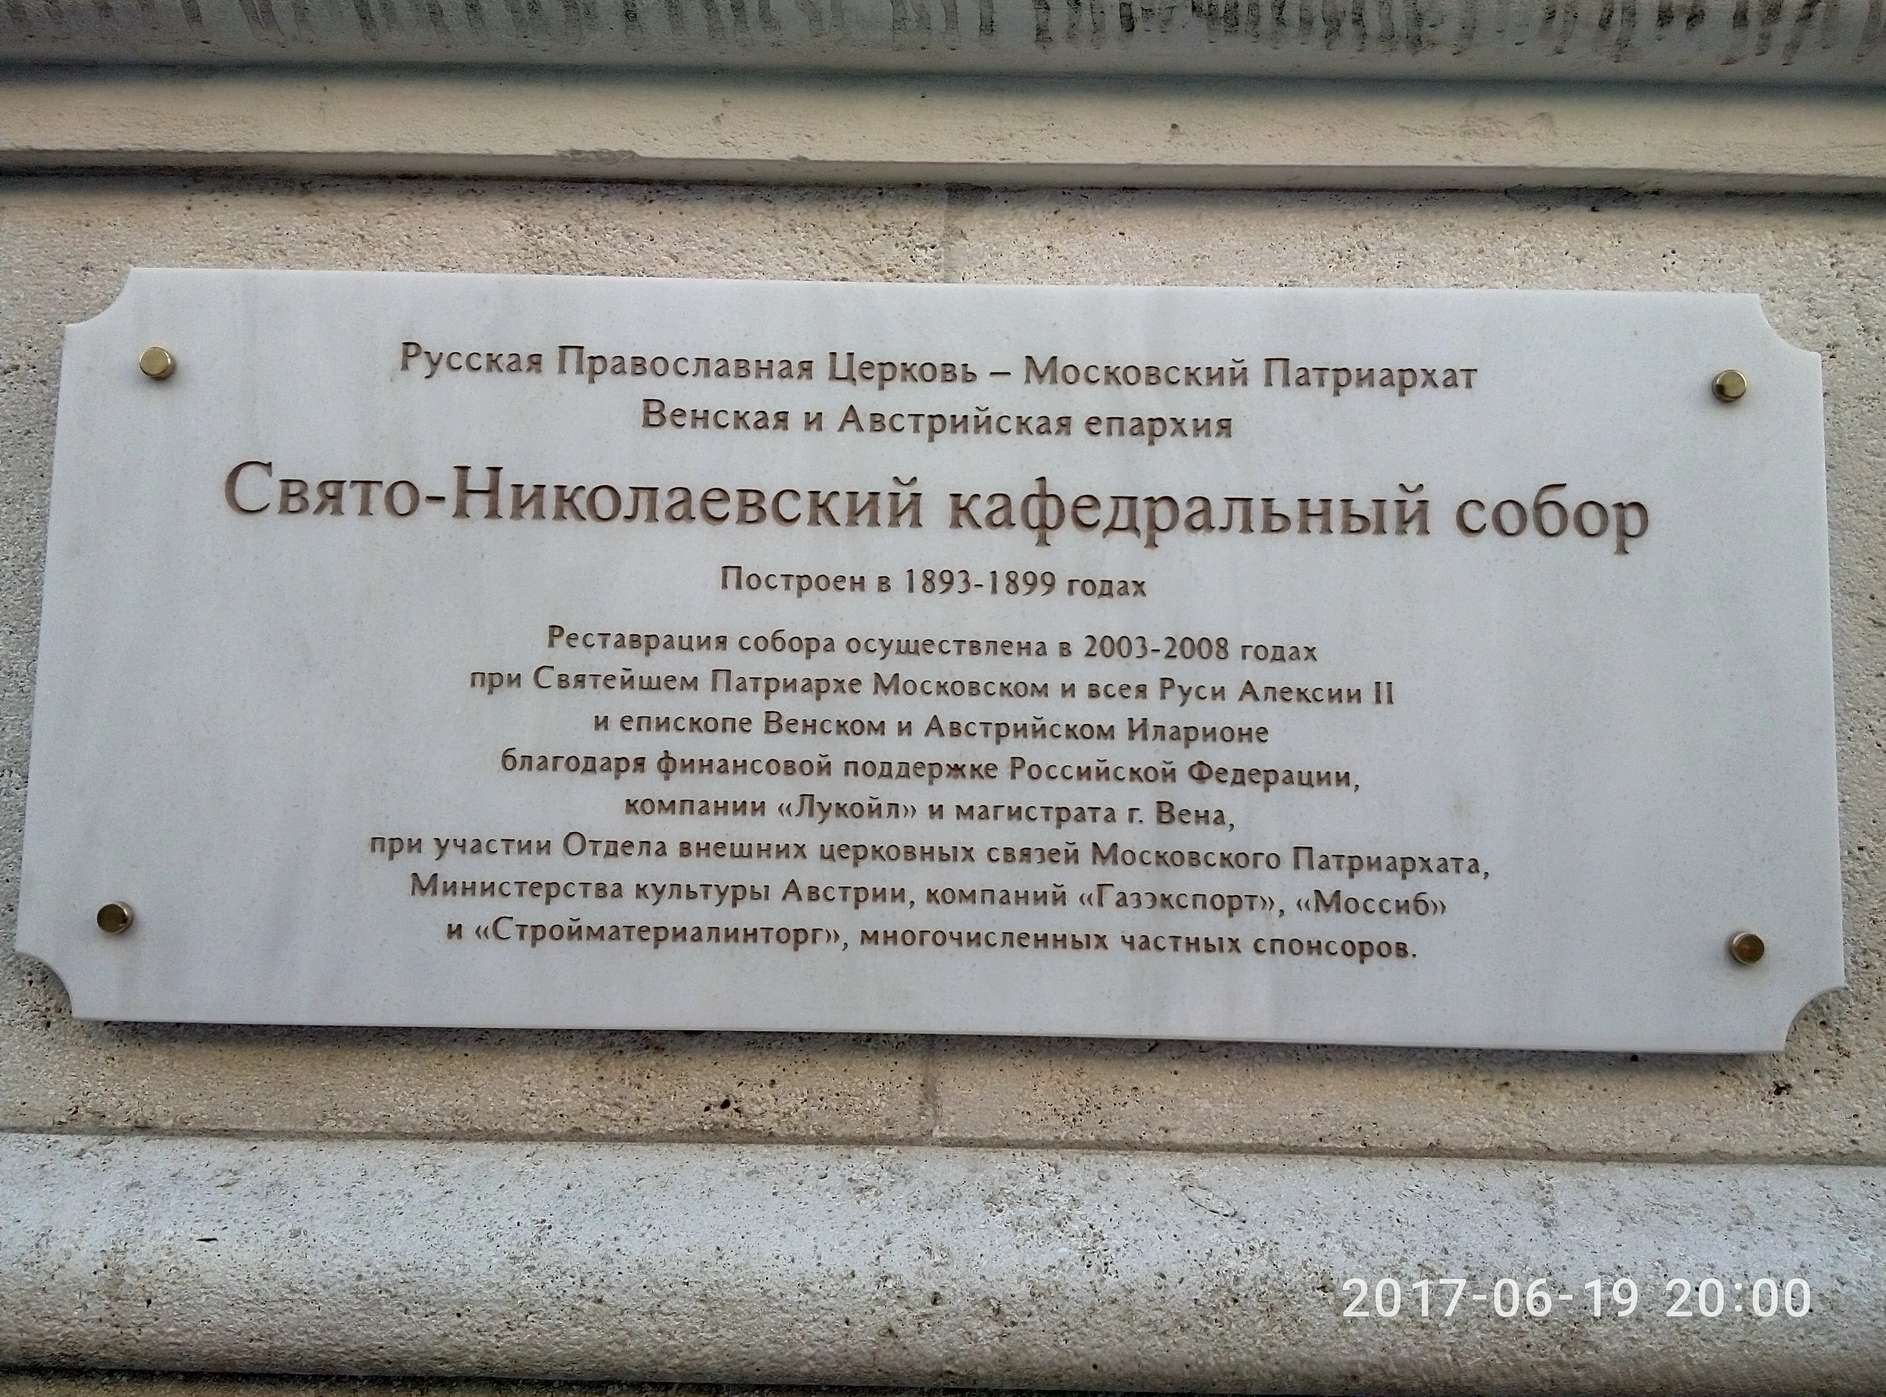 Русская Православная Церковь – Московский Патриархат
Венская и Австрийская епархия
Свято-Николаевский кафедральный собор
Построен в 1893-1899 годах
Реставрация собора осуществлена в 2003-2008 годах
при Святейшем Патриархе Московском и всея Руси Алексии II
и епископе Венском и Австрийском Иларионе
благодаря финансовой поддержке Российской Федерации,
компании «Лукойл» и магистрата г. Вена,
при участии Отдела внешних церковных связей Московского Патриархата,
Министерства культуры Австрии, компаний «Газэкспорт», «Моссиб»
и «Стройматериалинторг», многочисленных частных спонсоров.
2017-06-19 20:00